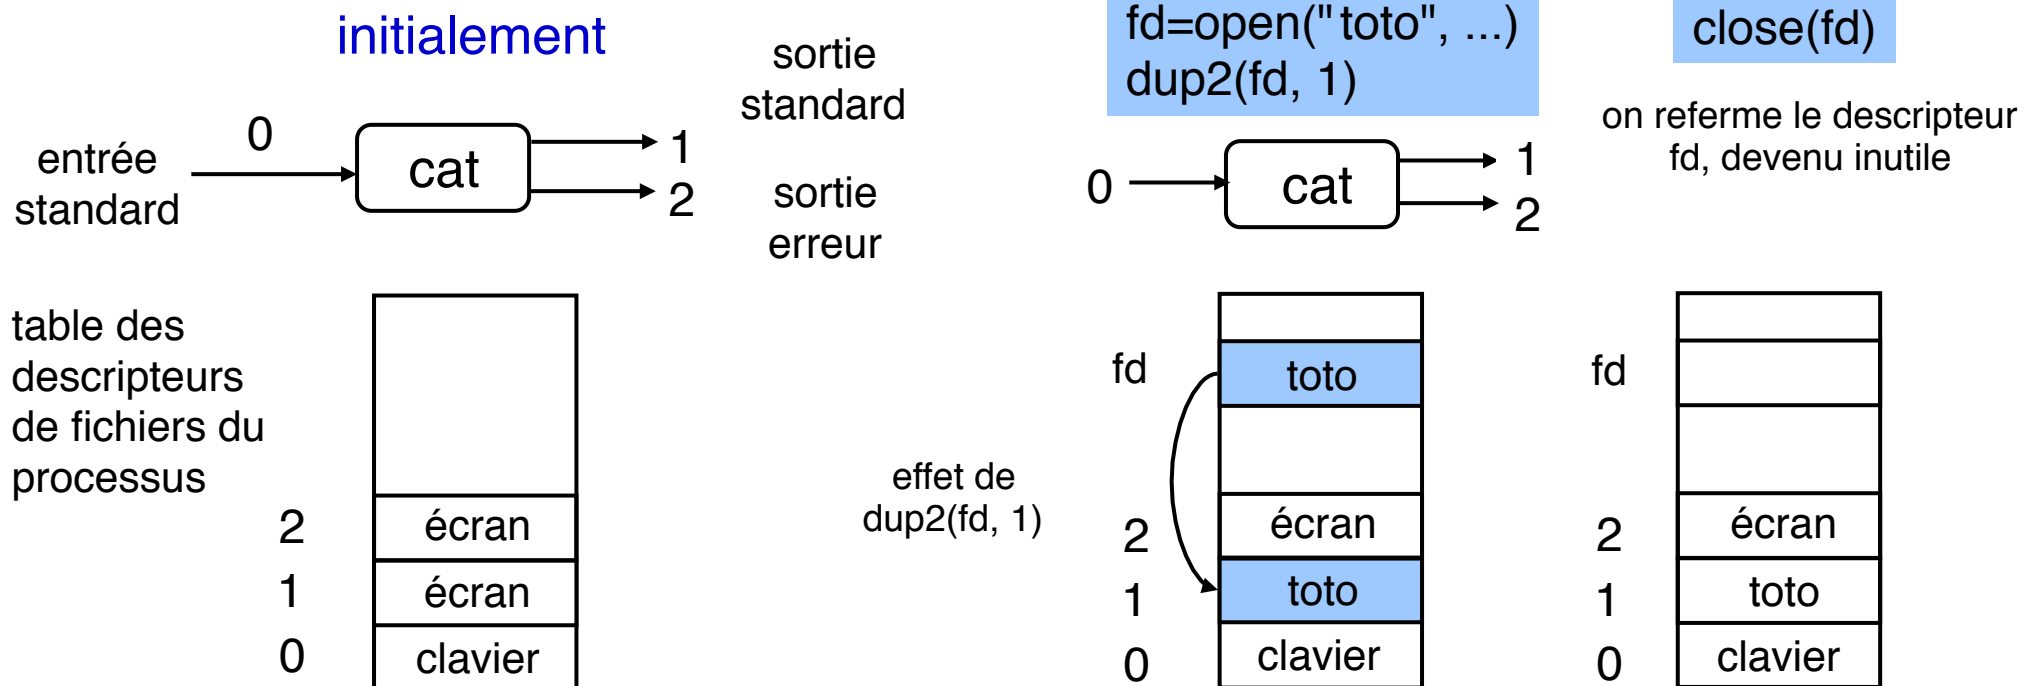 initialement
sortie
standard
0
entrée
standard
cat
1
2
sortie
erreur
table des
descripteurs
de fichiers du
processus
2
écran
1
écran
0
clavier
fd=open("toto", ...)
dup2(fd, 1)
0
cat
1
2
fd
toto
effet de
dup2(fd, 1)
2
écran
1
toto
0
clavier
close(fd)
on referme le descripteur
fd, devenu inutile
fd
2
écran
1
toto
0
clavier